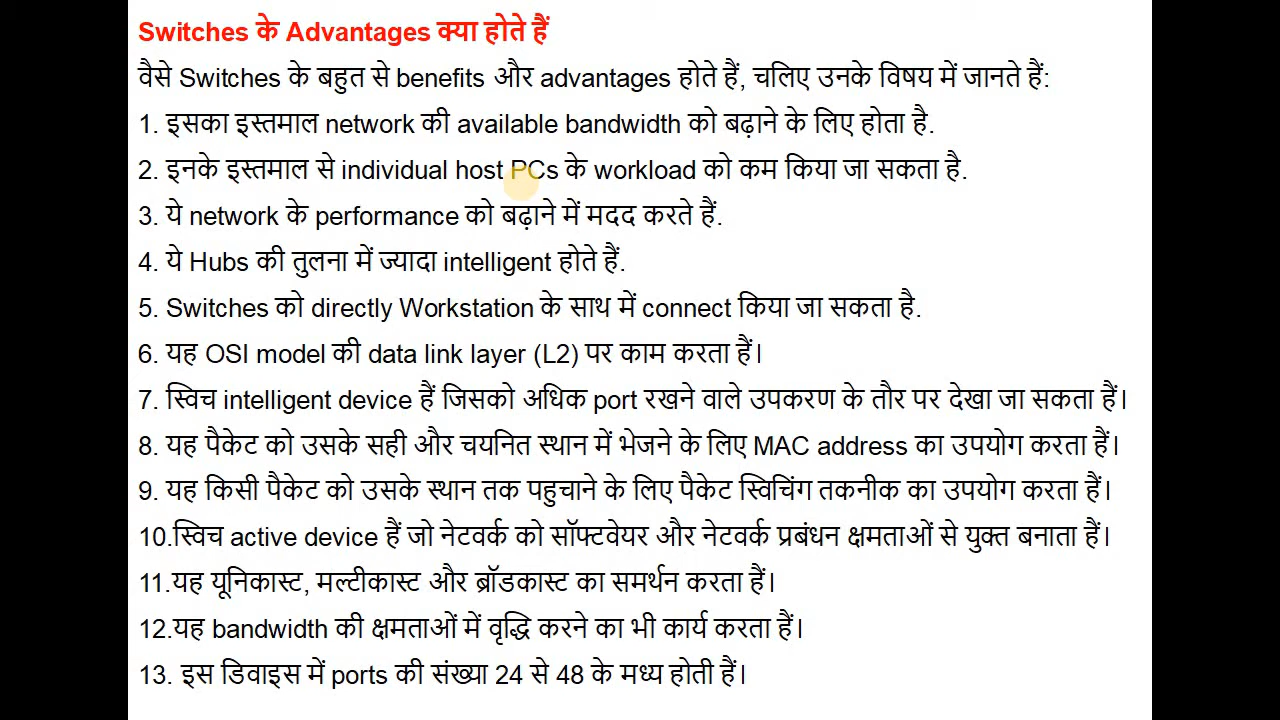 Switches के Advantages क्या होते हैं
वैसे Switches के बहुत से benefits और advantages होते हैं, चलिए उनके विषय में जानते हैं:
1. इसका इस्तमाल network की available bandwidth को बढ़ाने के लिए होता है.
2. इनके इस्तमाल से individual host PCs के workload को कम किया जा सकता है.
3. ये network के performance को बढ़ाने में मदद करते हैं.
4. ये Hubs की तुलना में ज्यादा intelligent होते हैं.
5. Switches को directly Workstation के साथ में connect किया जा सकता है.
6. यह OSI model की data link layer (L2) पर काम करता हैं।
7. स्विच intelligent device हैं जिसको अधिक port रखने वाले उपकरण के तौर पर देखा जा सकता हैं।
8. यह पैकेट को उसके सही और चयनित स्थान में भेजने के लिए MAC address का उपयोग करता हैं।
9. यह किसी पैकेट को उसके स्थान तक पहुचाने के लिए पैकेट स्विचिंग तकनीक का उपयोग करता हैं।
10.स्विच active device हैं जो नेटवर्क को सॉफ्टवेयर और नेटवर्क प्रबंधन क्षमताओं से युक्त बनाता हैं।
11.यह यूनिकास्ट, मल्टीकास्ट और ब्रॉडकास्ट का समर्थन करता हैं।
12.यह bandwidth की क्षमताओं में वृद्धि करने का भी कार्य करता हैं।
13. इस डिवाइस में ports की संख्या 24 से 48 के मध्य होती हैं।